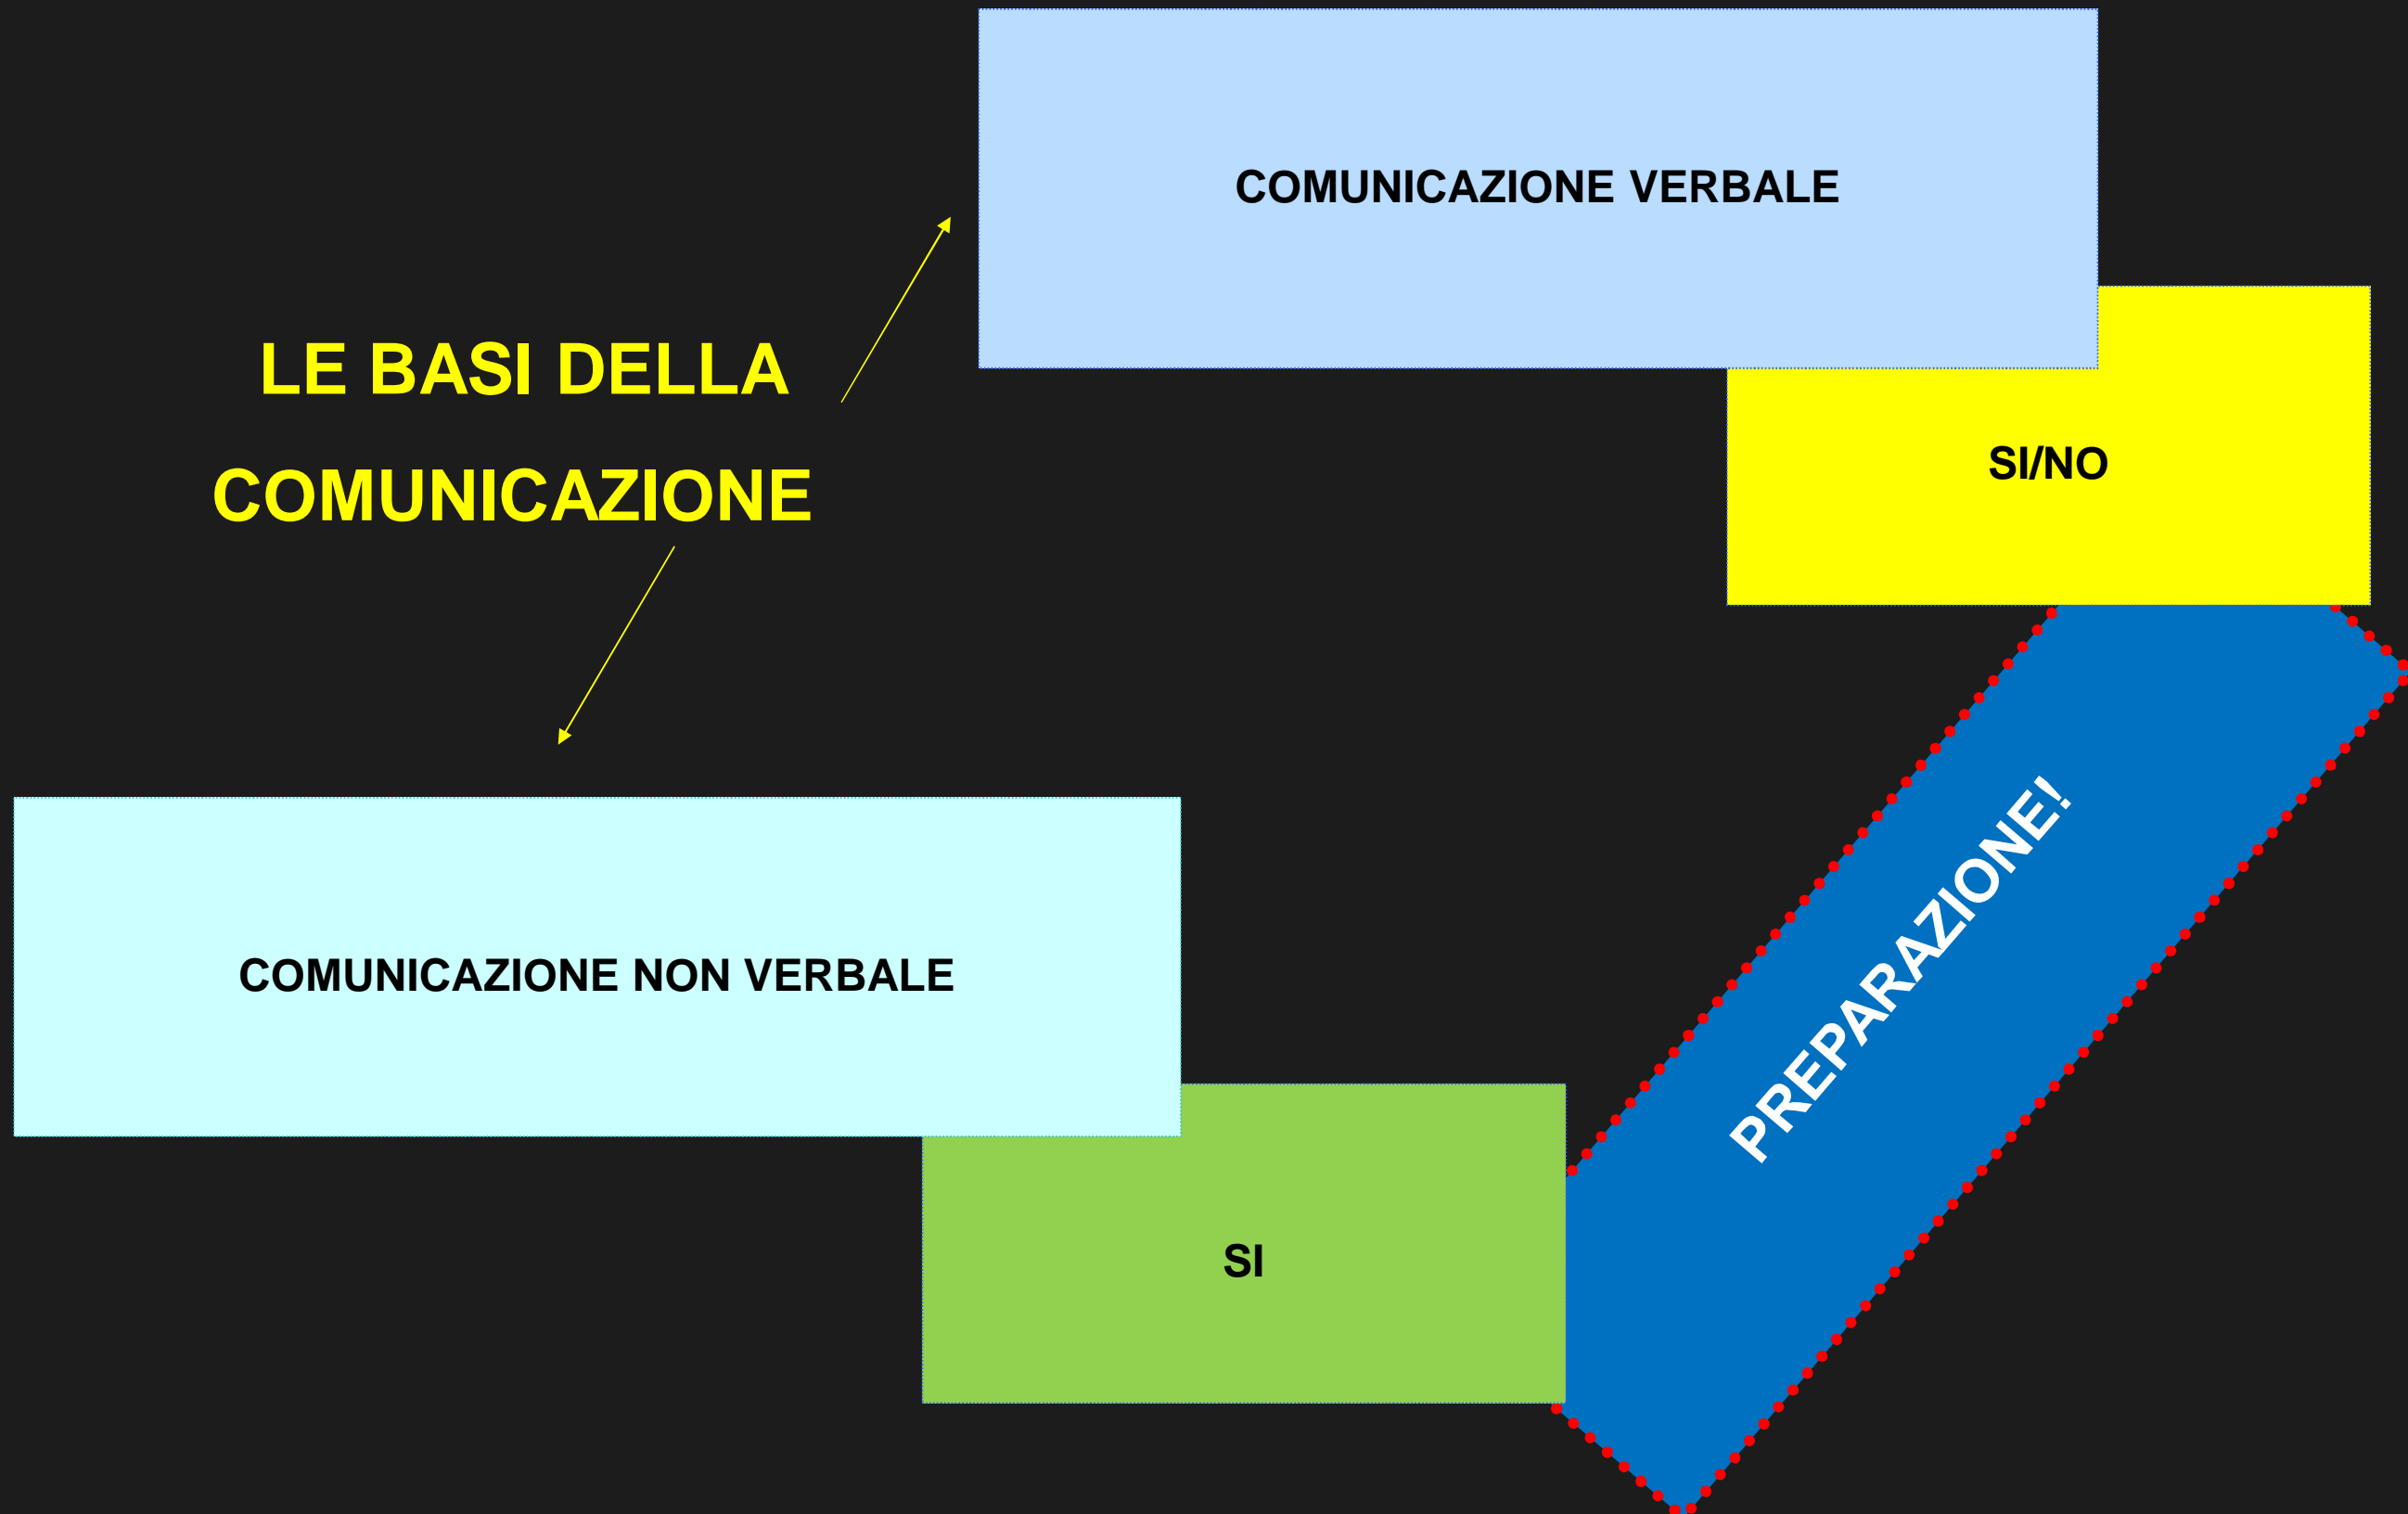 COMUNICAZIONE VERBALE
LE BASI DELLA
COMUNICAZIONE
SI/NO
PREPARAZIONE!
COMUNICAZIONE NON VERBALE
SI